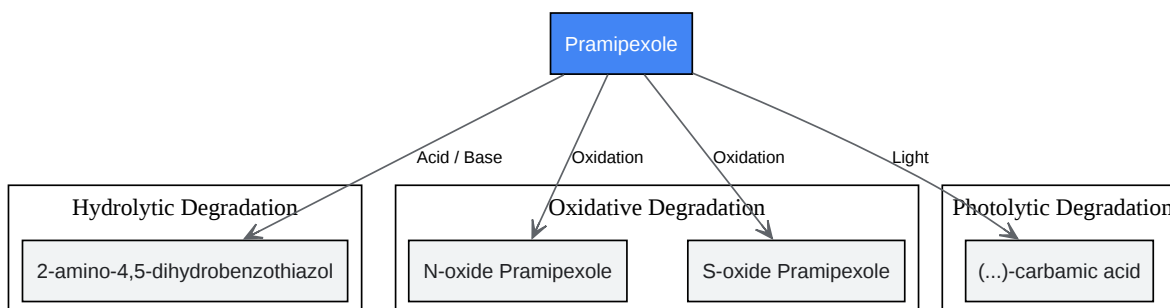 Pramipexole
Acid / Base
Oxidation
Oxidation
Light
Hydrolytic Degradation
Oxidative Degradation
Photolytic Degradation
2-amino-4,5-dihydrobenzothiazol
N-oxide Pramipexole
S-oxide Pramipexole
(...)-carbamic acid